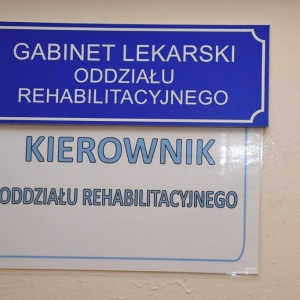 GABINET LEKARSKI
ODDZIAŁU
REHABILITACYJNEGO
KIEROWNIK
ODDZIAŁU REHABILITACYJNEGO